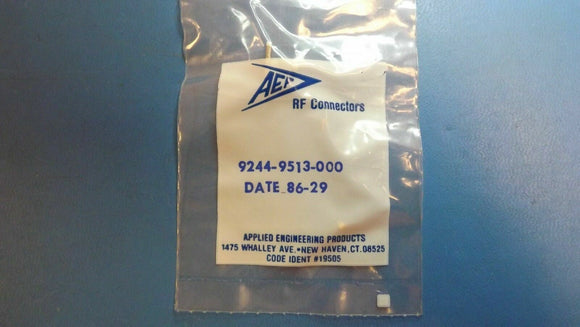 AEP
RF Connectors
9244-9513-000
DATE 86-29
APPLIED ENGINEERING PRODUCTS
1475 WHALLEY AVE.•NEW HAVEN,CT.08525
CODE IDENT #19505